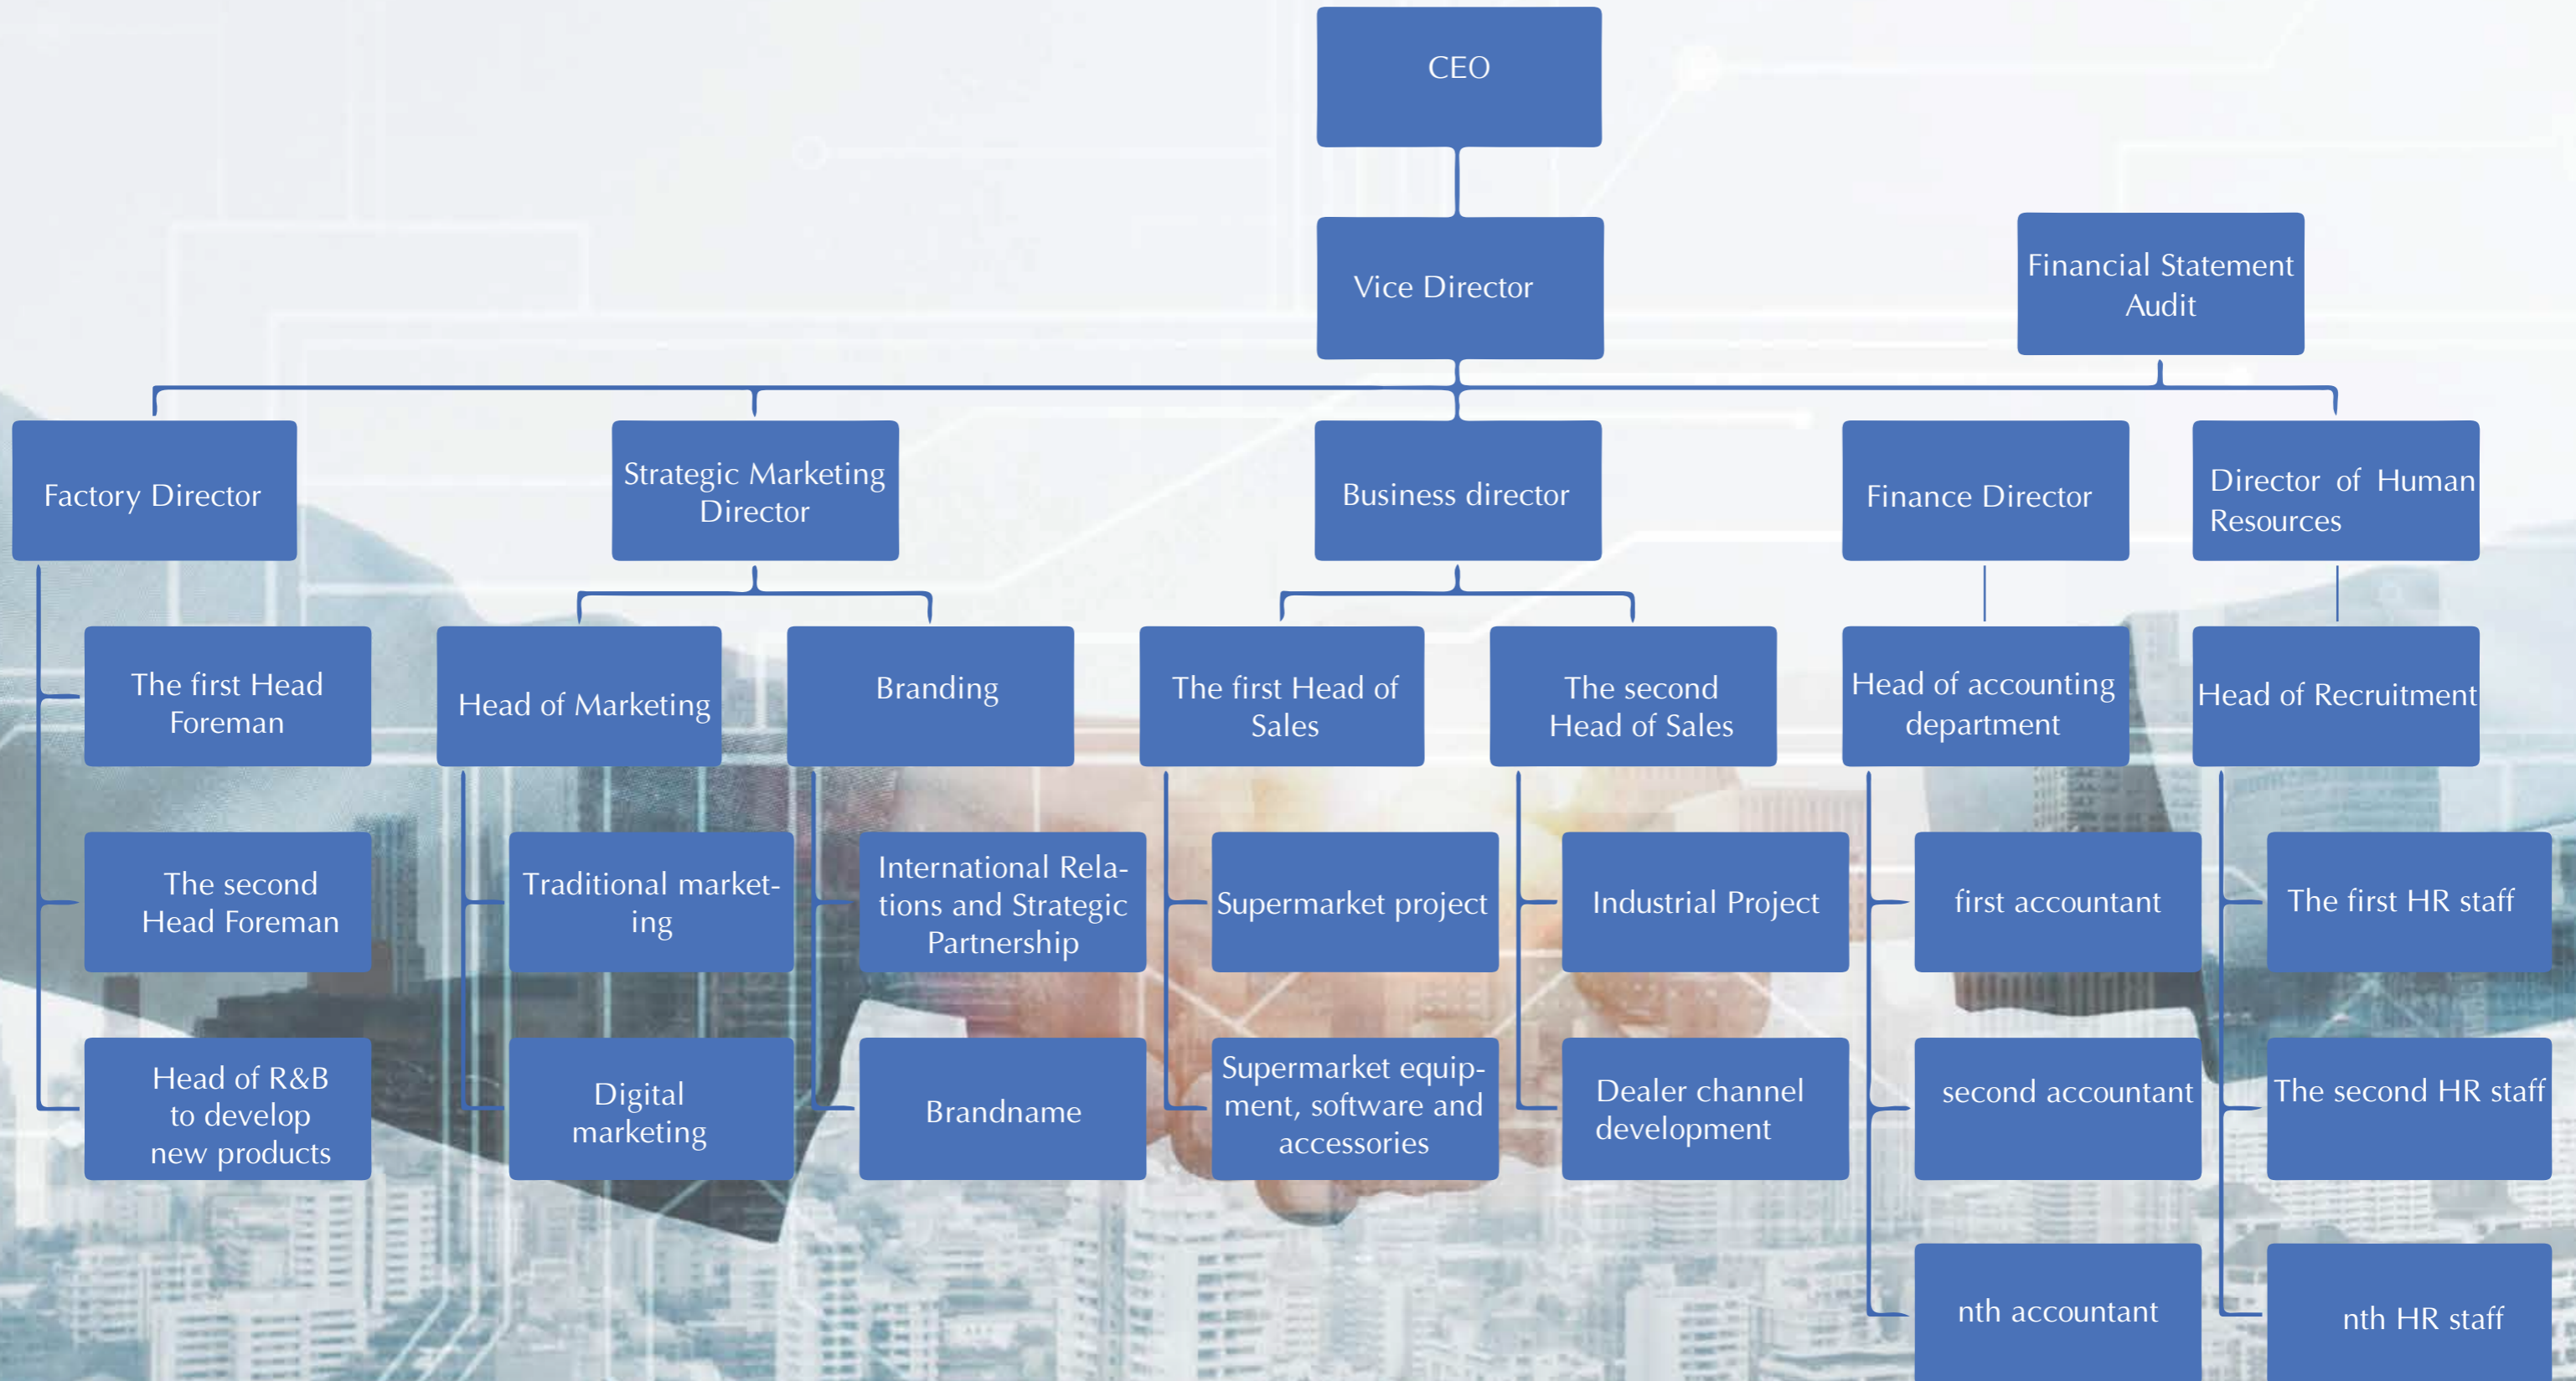 CEO
Vice Director
Financial Statement
Audit
Factory Director
Strategic Marketing
Director
Business director
Finance Director
Director of Human
Resources
The first Head
Foreman
Head of Marketing
Branding
The first Head of
Sales
The second
Head of Sales
Head of accounting
department
Head of Recruitment
The second
Head Foreman
Traditional market-
ing
International Rela-
tions and Strategic
Partnership
Supermarket project
Industrial Project
first accountant
The first HR staff
Head of R&B
to develop
new products
Digital
marketing
Brandname
Supermarket equip-
ment, software and
accessories
Dealer channel
development
second accountant
The second HR staff
nth accountant
nth HR staff